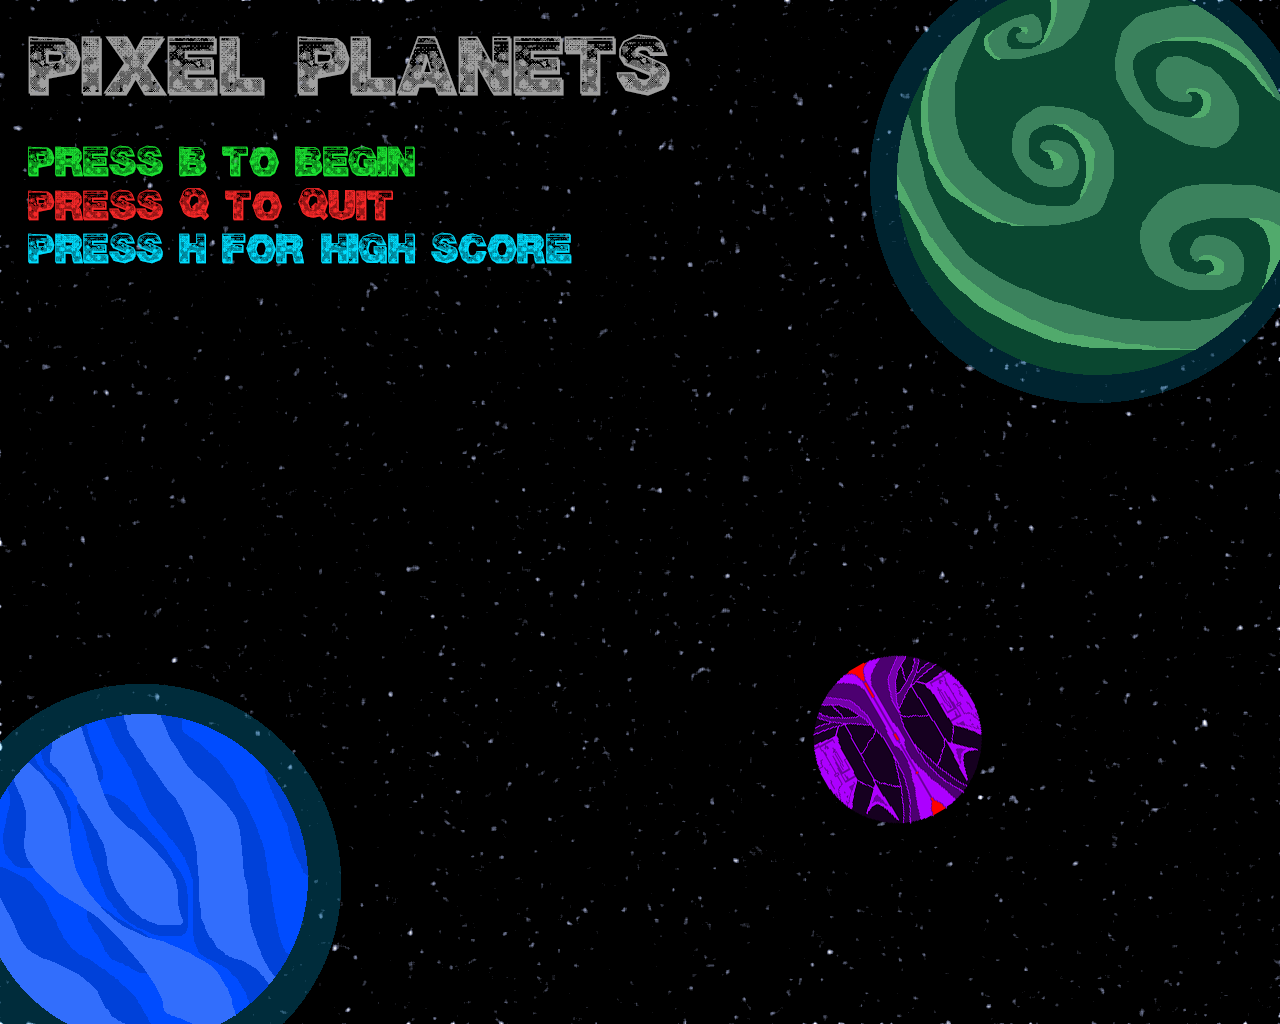 PIXEL PLANETS
PRESS B TO BEGIN
PRESS Q TO QUIT
PRESS H FOR HIGH SCORE